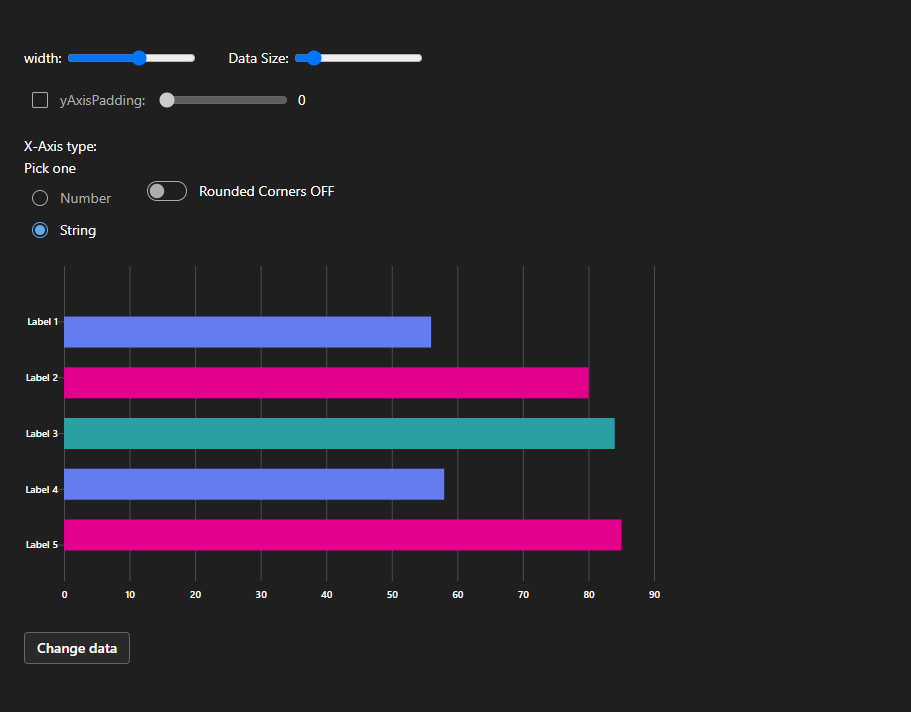 width: Data Size:
yAxisPadding: 0
X-Axis type:
Pick one
Number
Rounded Corners OFF
String
Label 1
Label 2
Label 3
Label 4
Label 5
0 10 20 30 40 50 60 70 80 90
Change data